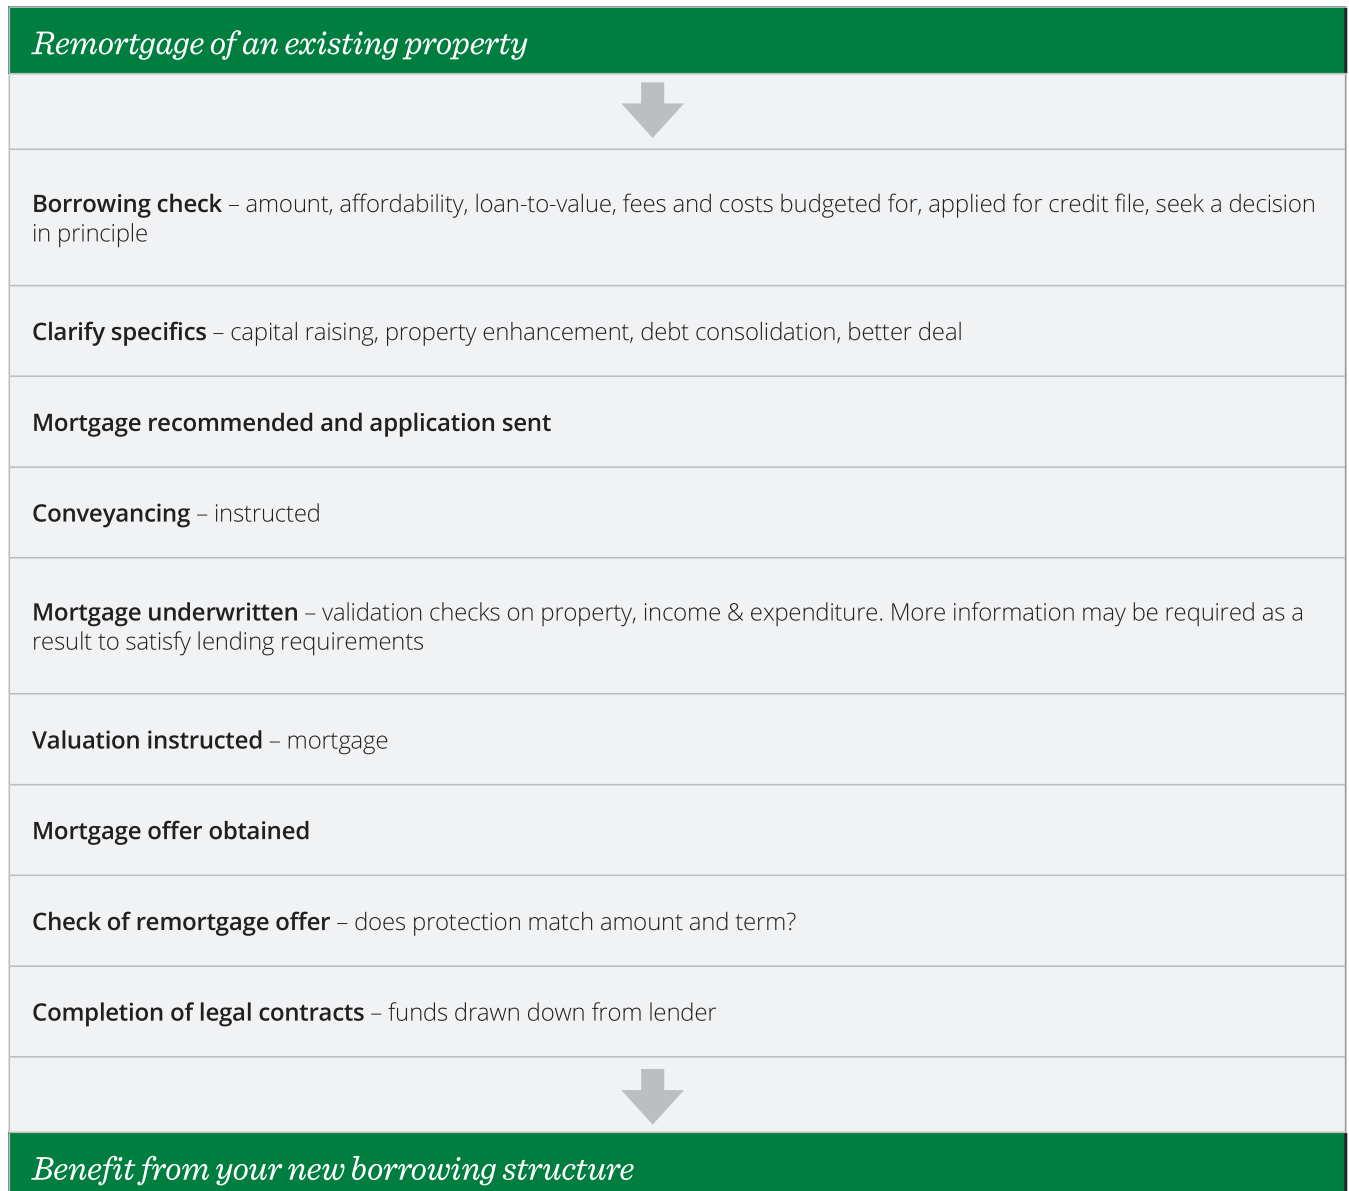 Remortgage of an existing property
Borrowing check – amount, affordability, loan-to-value, fees and costs budgeted for, applied for credit file, seek a decision
in principle
Clarify specifics – capital raising, property enhancement, debt consolidation, better deal
Mortgage recommended and application sent
Conveyancing – instructed
Mortgage underwritten – validation checks on property, income & expenditure. More information may be required as a
result to satisfy lending requirements
Valuation instructed – mortgage
Mortgage offer obtained
Check of remortgage offer – does protection match amount and term?
Completion of legal contracts – funds drawn down from lender
Benefit from your new borrowing structure